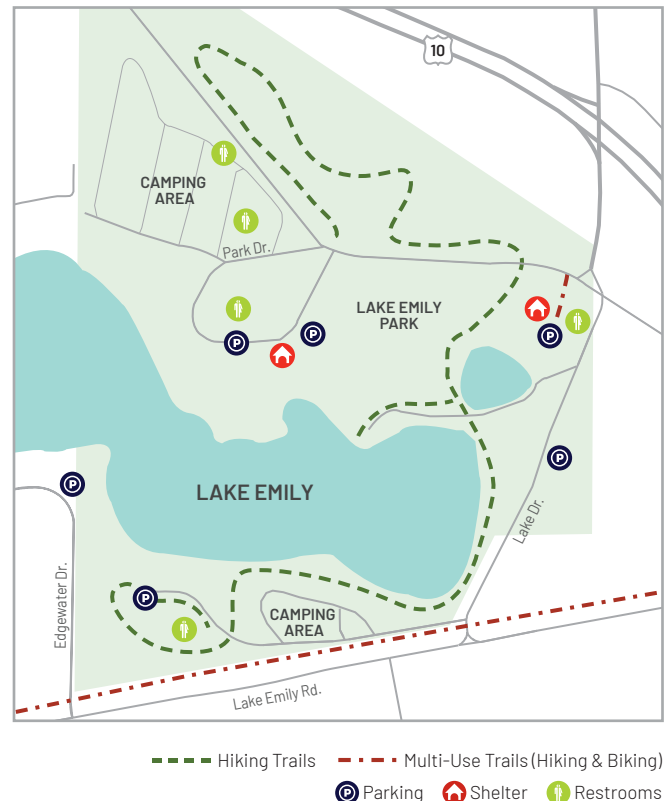 10
CAMPING
AREA
Park Dr.
LAKE EMILY
PARK
P
P
P
P
P
LAKE EMILY
Lake Dr.
Edgewater Dr.
P
CAMPING
AREA
Lake Emily Rd.
Hiking Trails
Multi-Use Trails (Hiking & Biking)
P Parking
Shelter
Restrooms